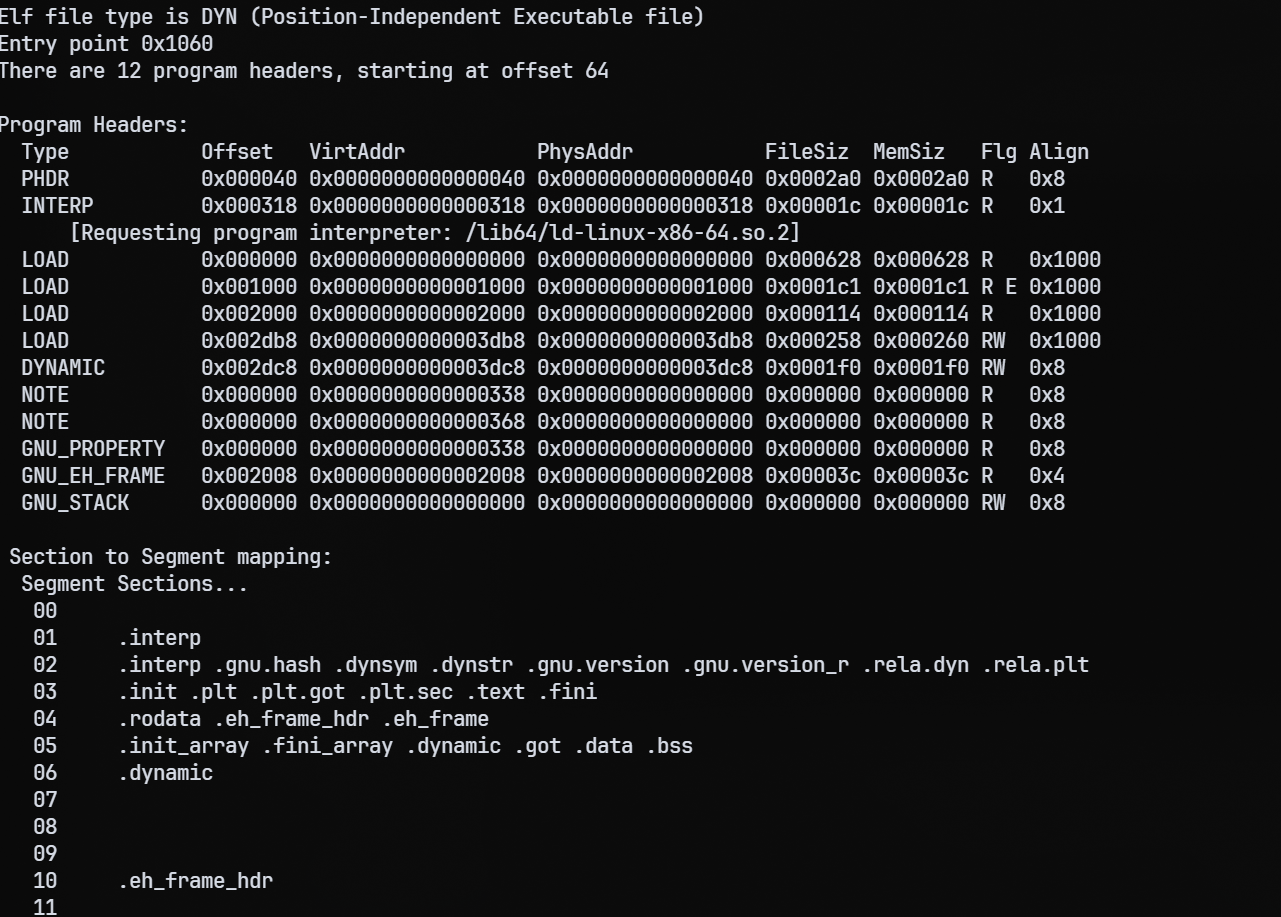 Elf file type is DYN (Position-Independent Executable file)
Entry point 0x1060
There are 12 program headers, starting at offset 64

Program Headers:
  Type           Offset   VirtAddr           PhysAddr           FileSiz  MemSiz   Flg Align
  PHDR           0x000040 0x0000000000000040 0x0000000000000040 0x0002a0 0x0002a0 R   0x8
  INTERP         0x000318 0x0000000000000318 0x0000000000000318 0x00001c 0x00001c R   0x1
      [Requesting program interpreter: /lib64/ld-linux-x86-64.so.2]
  LOAD           0x000000 0x0000000000000000 0x0000000000000000 0x000628 0x000628 R   0x1000
  LOAD           0x001000 0x0000000000001000 0x0000000000001000 0x0001c1 0x0001c1 R E 0x1000
  LOAD           0x002000 0x0000000000002000 0x0000000000002000 0x000114 0x000114 R   0x1000
  LOAD           0x002db8 0x0000000000003db8 0x0000000000003db8 0x000258 0x000260 RW  0x1000
  DYNAMIC        0x002dc8 0x0000000000003dc8 0x0000000000003dc8 0x0001f0 0x0001f0 RW  0x8
  NOTE           0x000000 0x0000000000000338 0x0000000000000000 0x000000 0x000000 R   0x8
  NOTE           0x000000 0x0000000000000368 0x0000000000000000 0x000000 0x000000 R   0x8
  GNU_PROPERTY   0x000000 0x0000000000000338 0x0000000000000000 0x000000 0x000000 R   0x8
  GNU_EH_FRAME   0x002008 0x0000000000002008 0x0000000000002008 0x00003c 0x00003c R   0x4
  GNU_STACK      0x000000 0x0000000000000000 0x0000000000000000 0x000000 0x000000 RW  0x8

 Section to Segment mapping:
  Segment Sections...
   00
   01     .interp
   02     .interp .gnu.hash .dynsym .dynstr .gnu.version .gnu.version_r .rela.dyn .rela.plt
   03     .init .plt .plt.got .plt.sec .text .fini
   04     .rodata .eh_frame_hdr .eh_frame
   05     .init_array .fini_array .dynamic .got .data .bss
   06     .dynamic
   07
   08
   09
   10     .eh_frame_hdr
   11